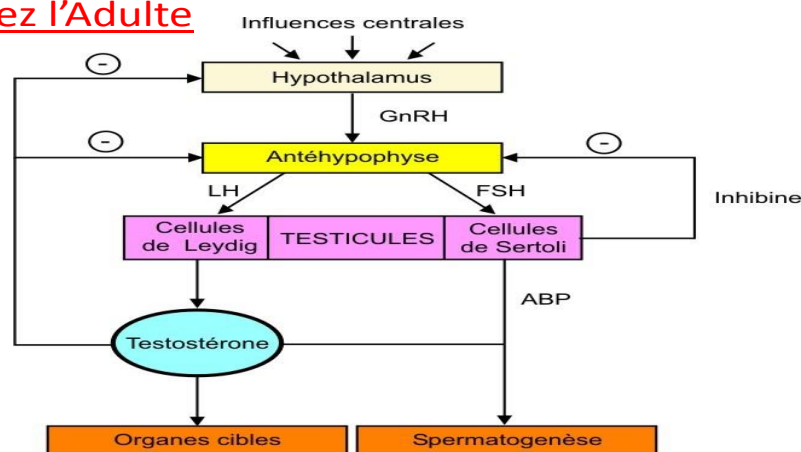 ez l'Adulte
Influences centrales
-
Hypothalamus
GnRH
-
-
Antéhypophyse
LH
FSH
Inhibine
Cellules
de Leydig
TESTICULES
Cellules
de Sertoli
ABP
Testostérone
Organes cibles
Spermatogenèse